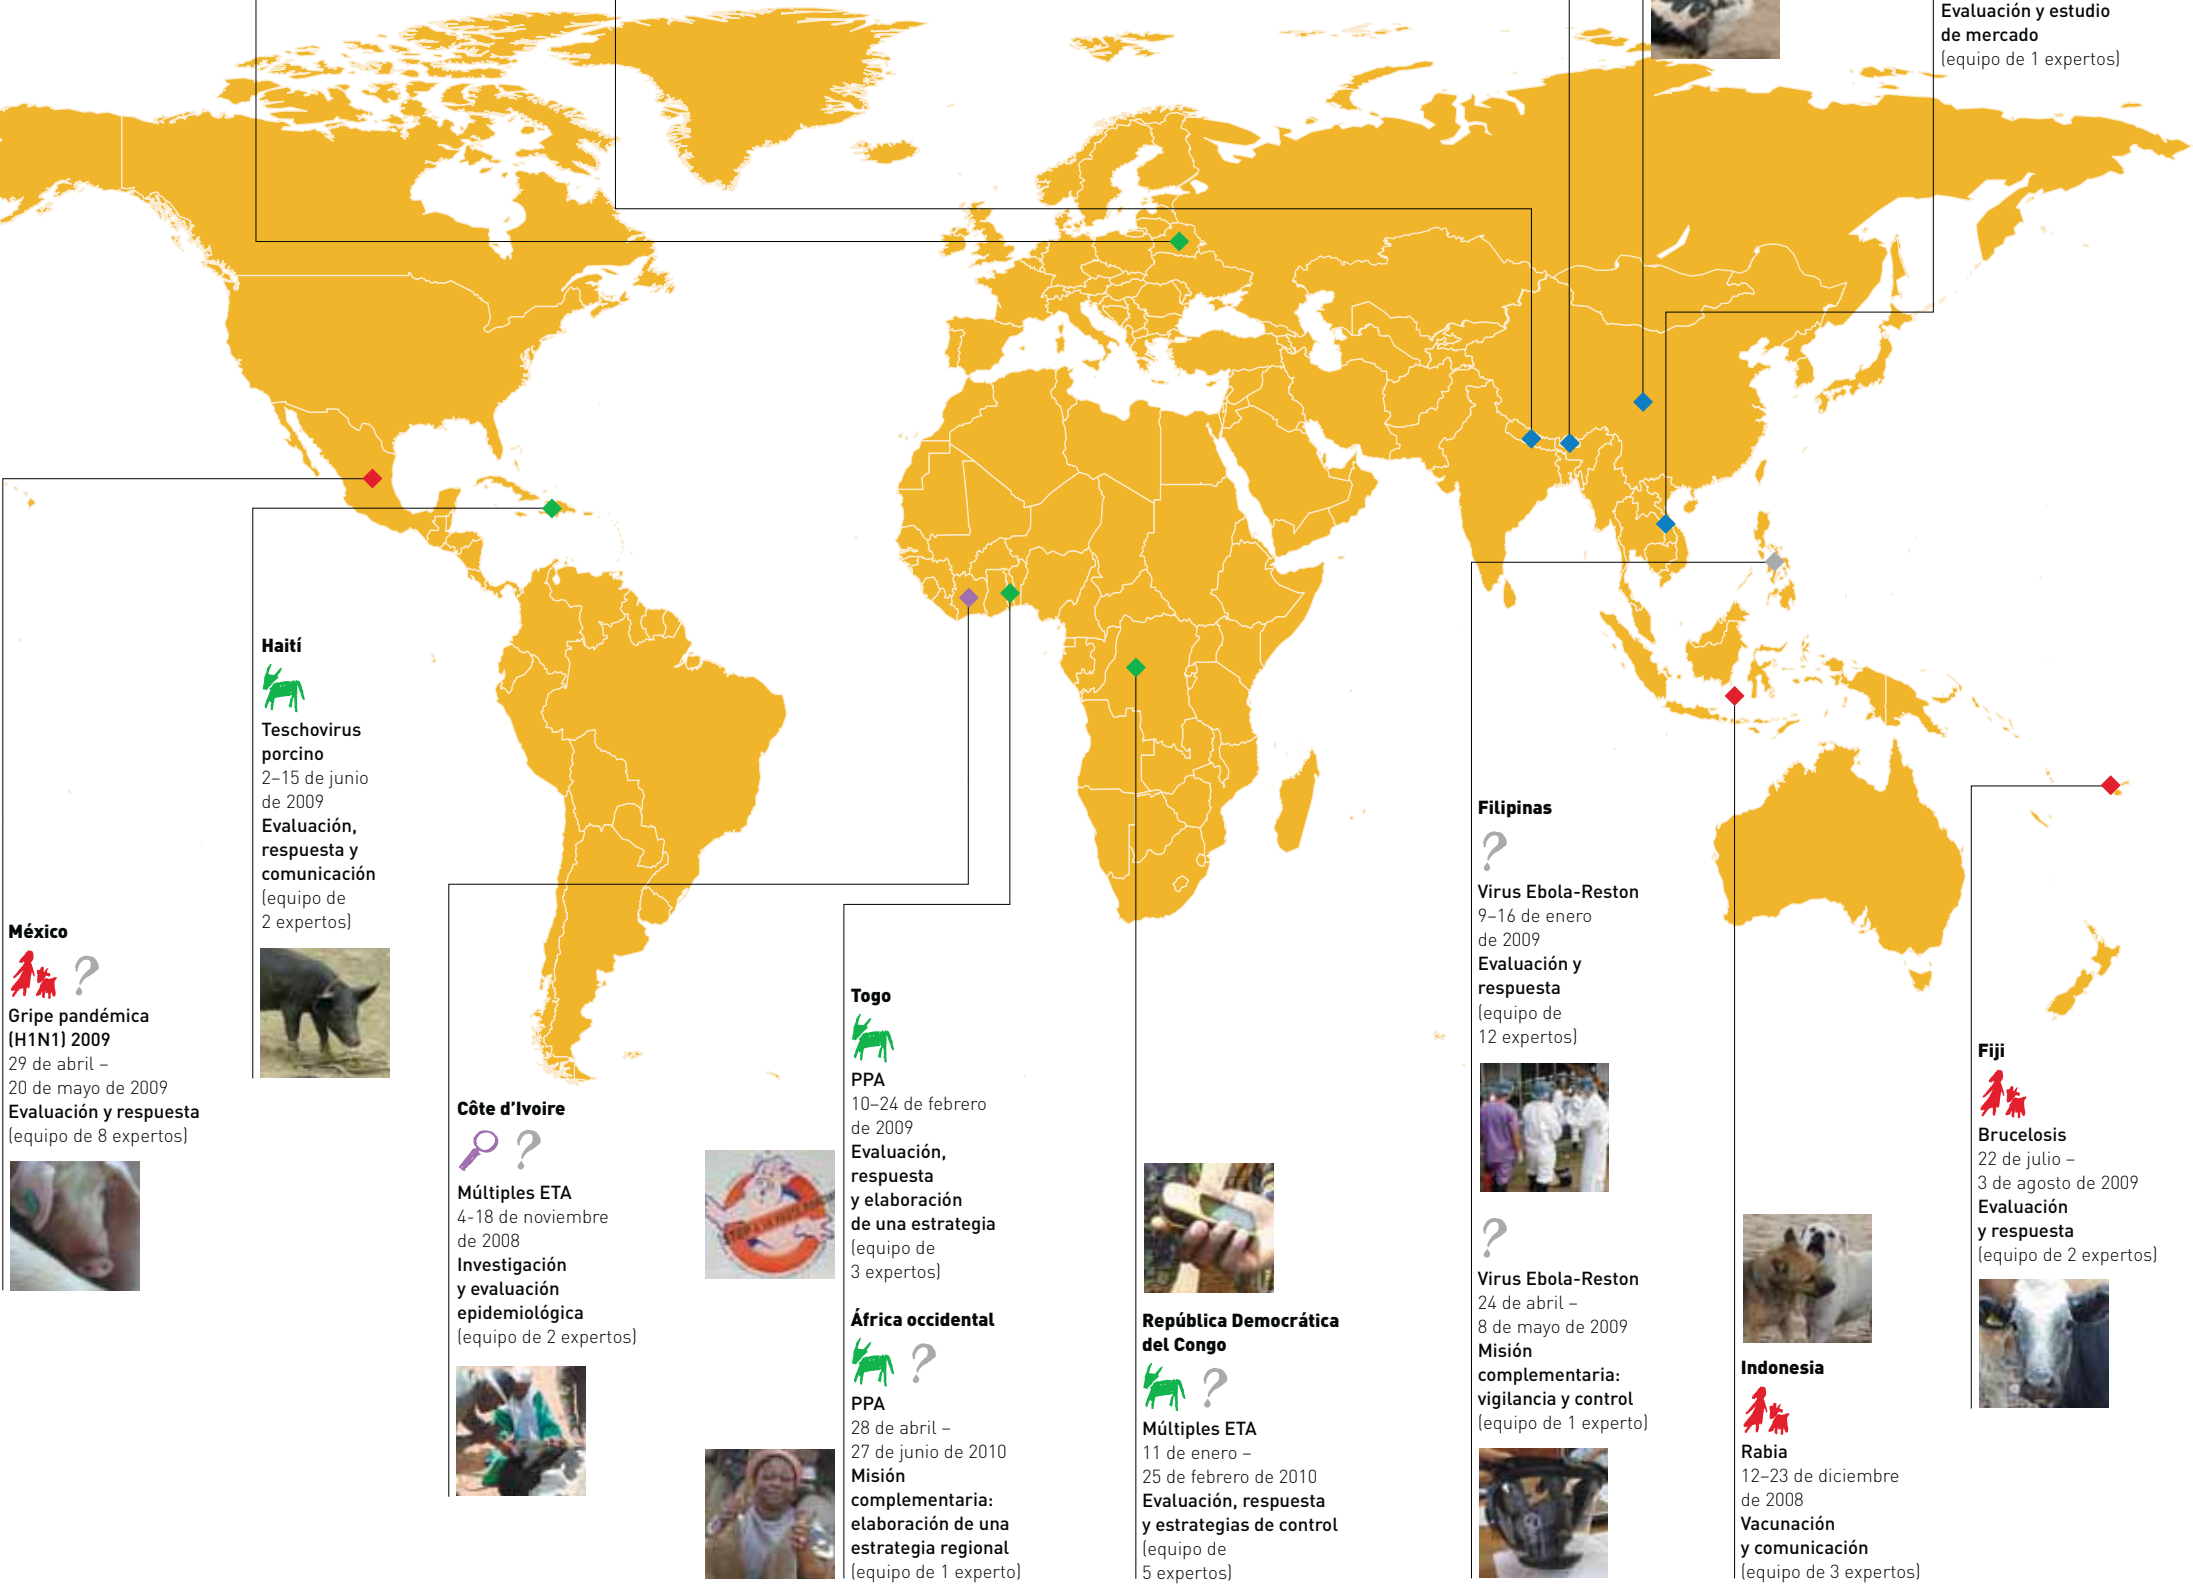 Evaluación y estudio
de mercado
(equipo de 1 expertos)
Haití
Teschovirus
porcino
2–15 de junio
de 2009
Evaluación,
respuesta y
comunicación
(equipo de
2 expertos)
México
Gripe pandémica
(H1N1) 2009
29 de abril –
20 de mayo de 2009
Evaluación y respuesta
(equipo de 8 expertos)
Côte d’Ivoire
Múltiples ETA
4-18 de noviembre
de 2008
Investigación
y evaluación
epidemiológica
(equipo de 2 expertos)
Togo
PPA
10–24 de febrero
de 2009
Evaluación,
respuesta
y elaboración
de una estrategia
(equipo de
3 expertos)
África occidental
PPA
28 de abril –
27 de junio de 2010
Misión
complementaria:
elaboración de una
estrategia regional
(equipo de 1 experto)
República Democrática
del Congo
Múltiples ETA
11 de enero –
25 de febrero de 2010
Evaluación, respuesta
y estrategias de control
(equipo de
5 expertos)
Filipinas
Virus Ebola-Reston
9–16 de enero
de 2009
Evaluación y
respuesta
(equipo de
12 expertos)
Virus Ebola-Reston
24 de abril –
8 de mayo de 2009
Misión
complementaria:
vigilancia y control
(equipo de 1 experto)
Indonesia
Rabia
12–23 de diciembre
de 2008
Vacunación
y comunicación
(equipo de 3 expertos)
Fiji
Brucelosis
22 de julio –
3 de agosto de 2009
Evaluación
y respuesta
(equipo de 2 expertos)